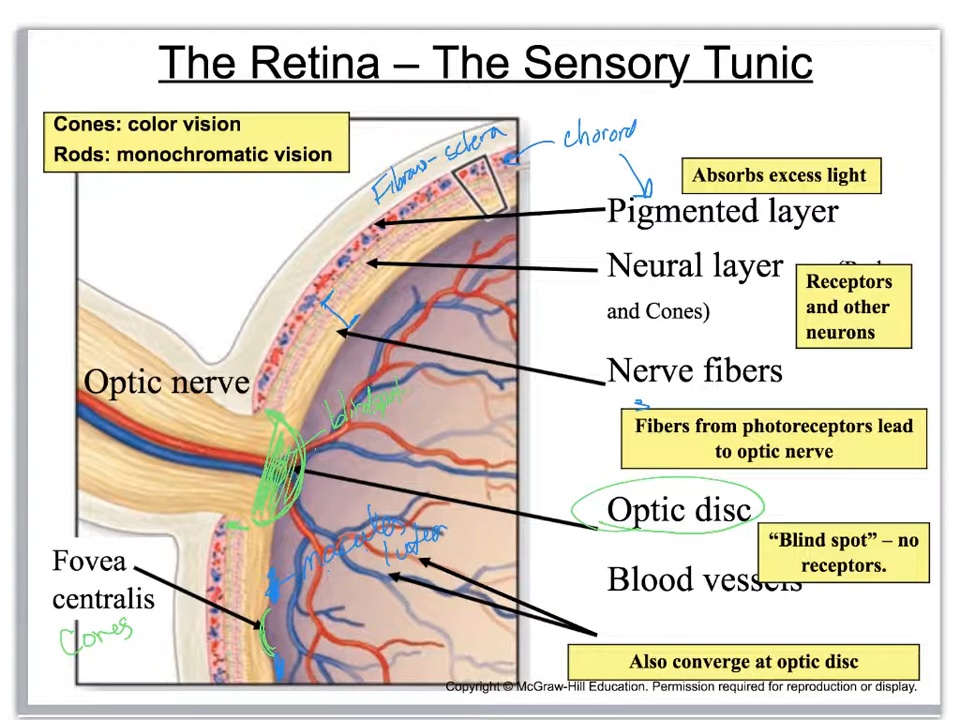 The Retina – The Sensory Tunic
Cones: color vision
Rods: monochromatic vision
Fibrous - sclera
choroid
Absorbs excess light
Pigmented layer
Neural layer
and Cones)
Receptors
and other
neurons
Optic nerve
Nerve fibers
blindspot
Fibers from photoreceptors lead
to optic nerve
Optic disc
"Blind spot" – no
receptors.
macula
lutea
Fovea
centralis
Cones
Blood vessels
Also converge at optic disc
Copyright © McGraw-Hill Education. Permission required for reproduction or display.